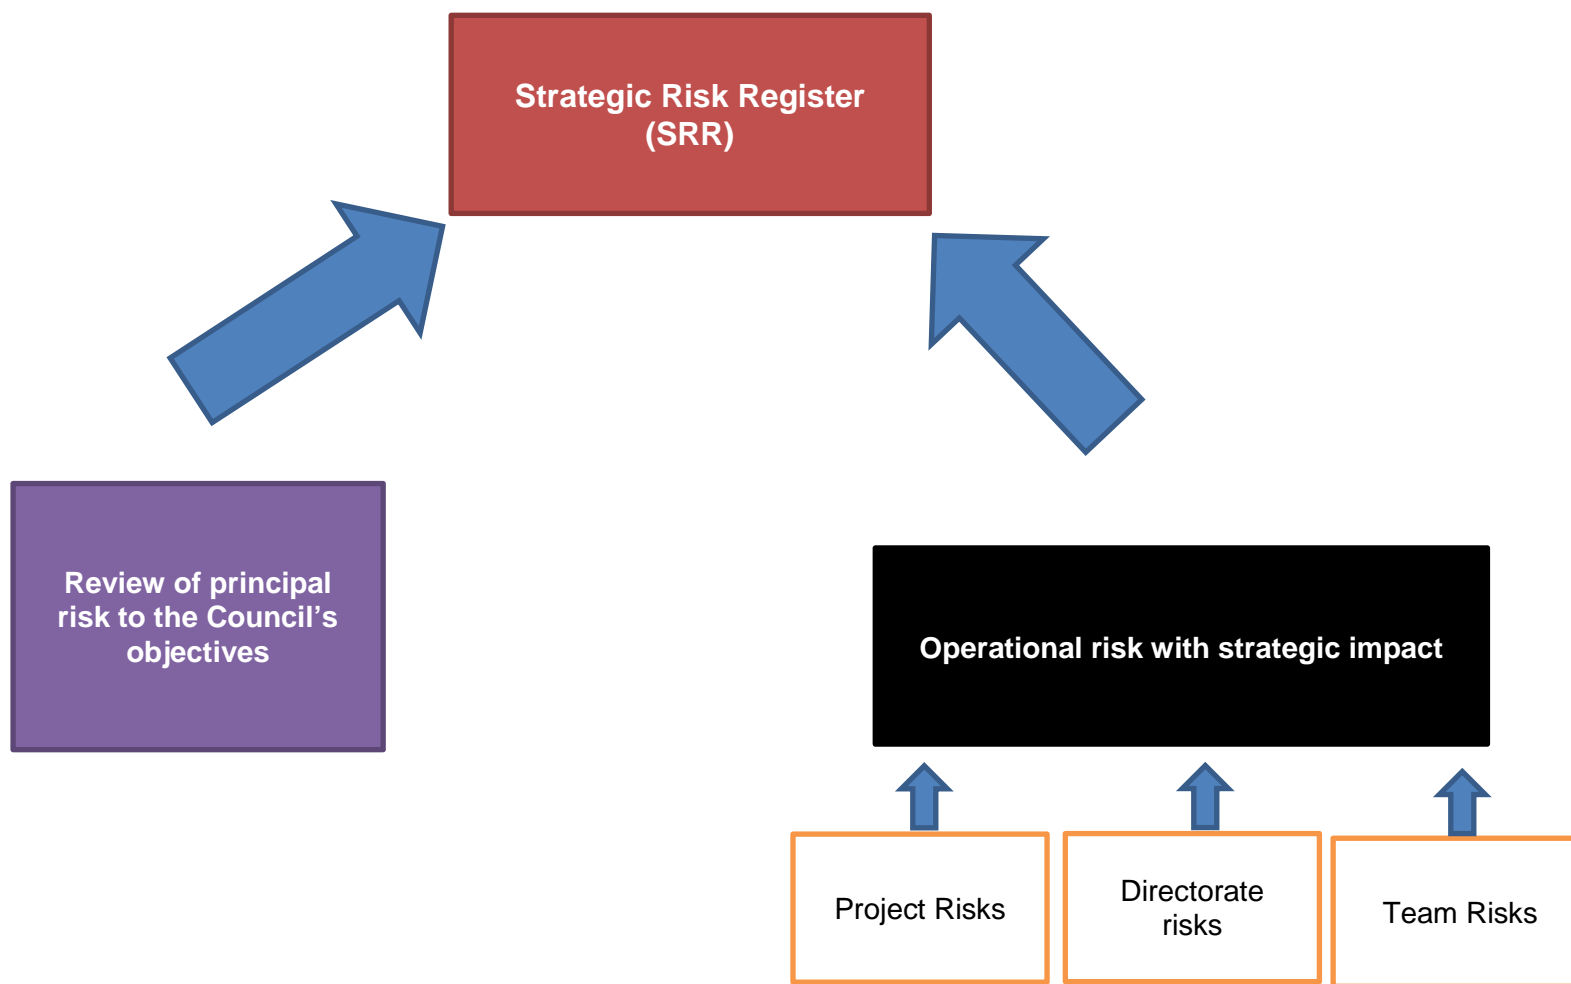 Strategic Risk Register
(SRR)
Review of principal
risk to the Council’s
objectives
Operational risk with strategic impact
Project Risks
Directorate
risks
Team Risks